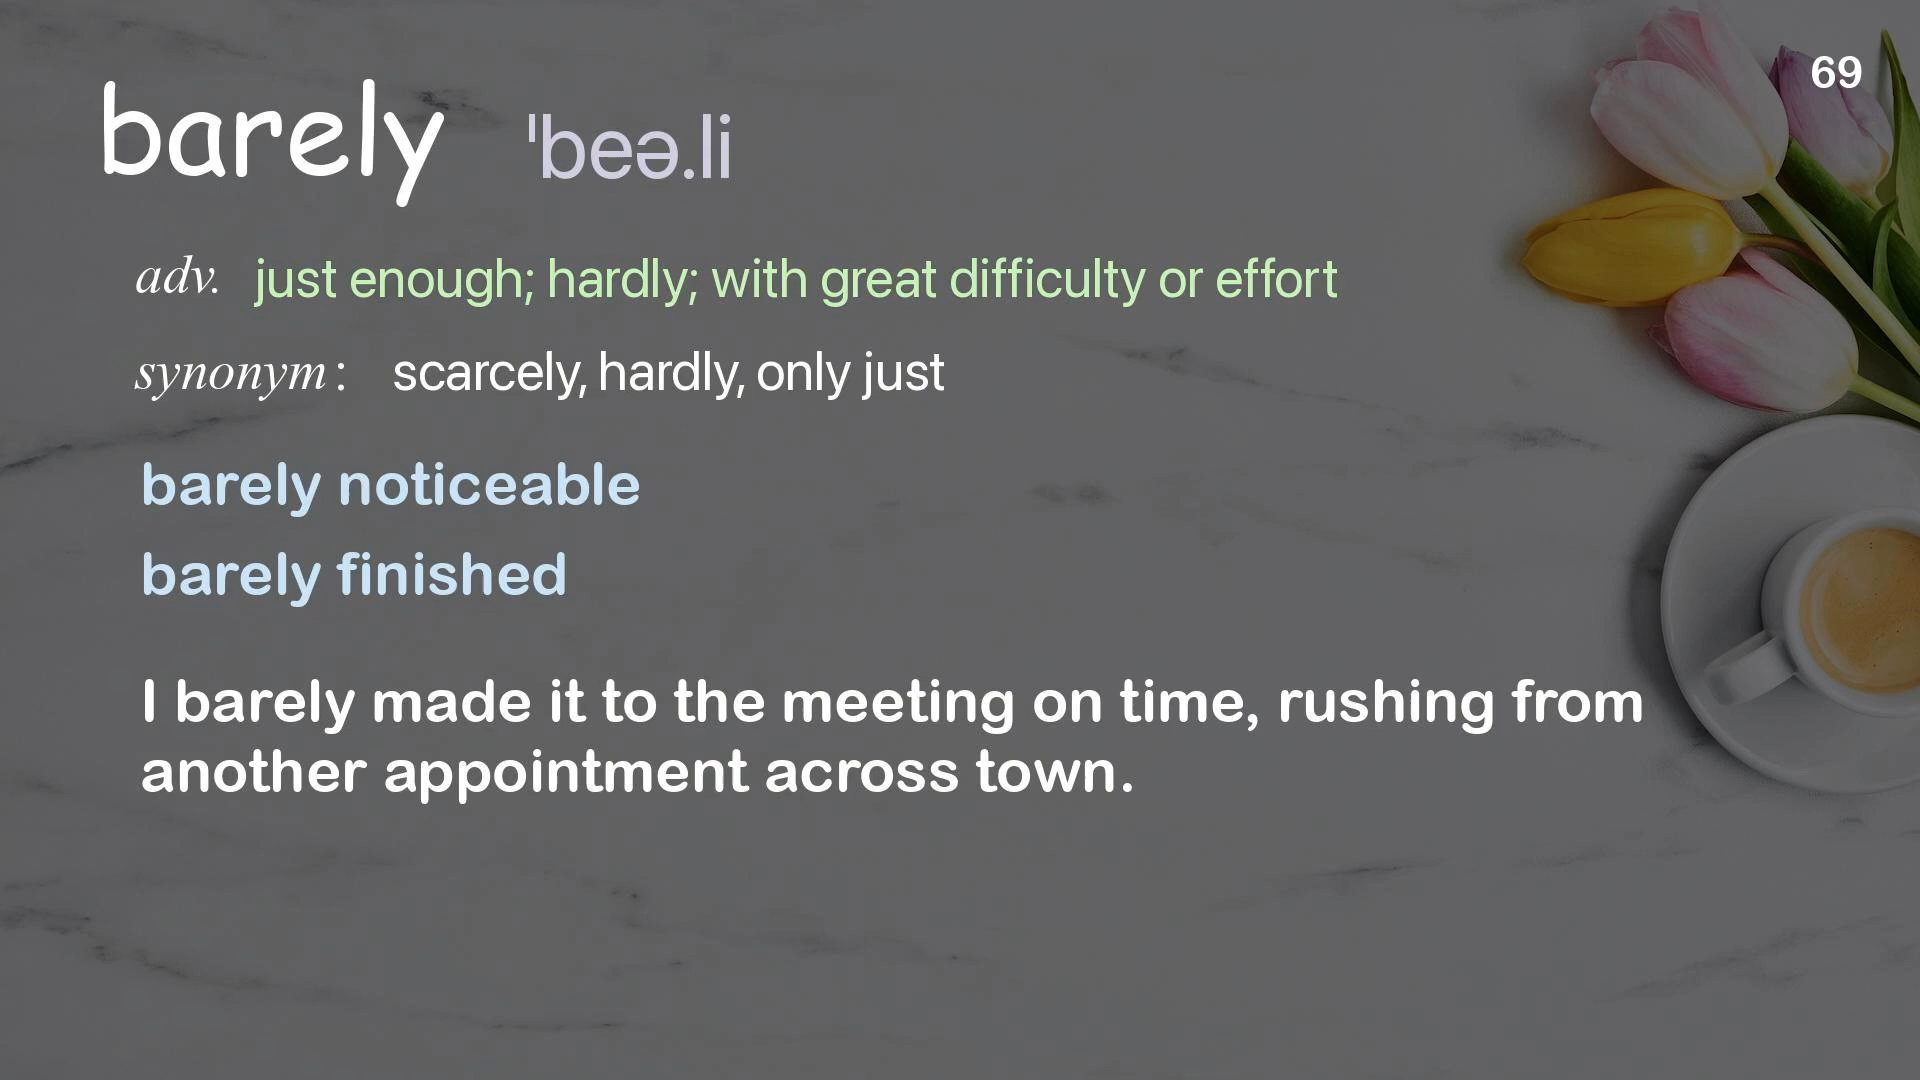 69
barely ˈbeə.li
adv. just enough; hardly; with great difficulty or effort
synonym: scarcely, hardly, only just
barely noticeable
barely finished
I barely made it to the meeting on time, rushing from
another appointment across town.